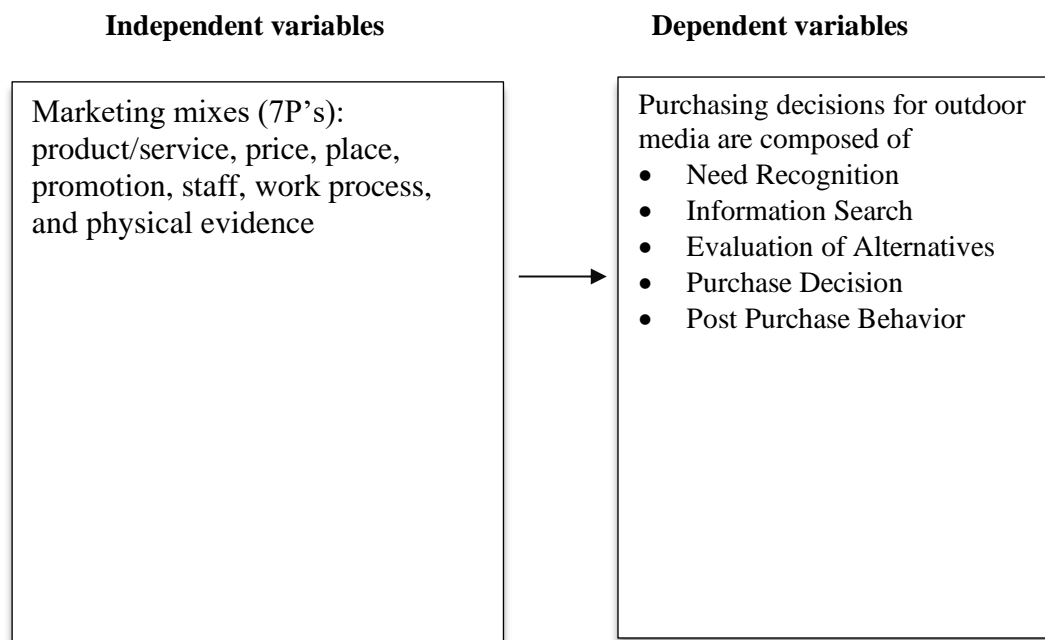 Independent variables
Dependent variables
Marketing mixes (7P’s):
product/service, price, place,
promotion, staff, work process,
and physical evidence
Purchasing decisions for outdoor
media are composed of
• Need Recognition
• Information Search
• Evaluation of Alternatives
• Purchase Decision
• Post Purchase Behavior